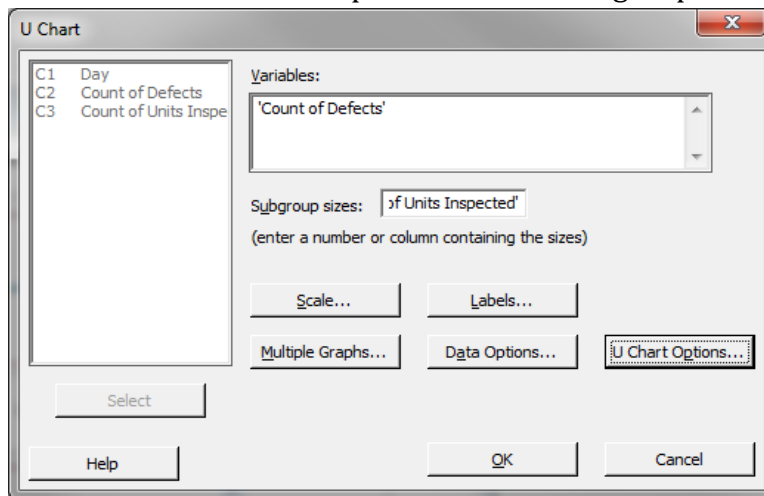 U Chart
C1 Day
C2 Count of Defects
C3 Count of Units Inspe
Variables:
'Count of Defects'
Subgroup sizes: of Units Inspected'
(enter a number or column containing the sizes)
Scale... Labels...
Multiple Graphs... Data Options... U Chart Options...
Select
Help OK Cancel